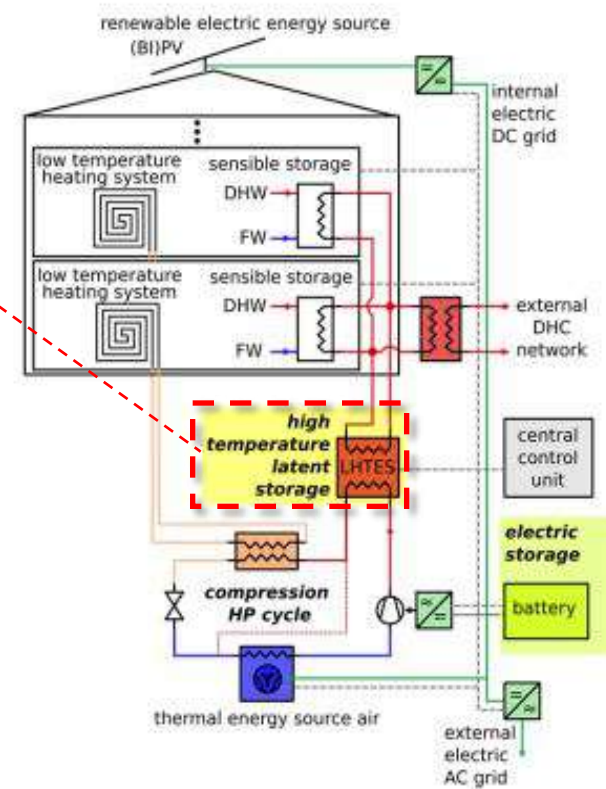 renewable electric energy source
(BI)PV
internal
electric
DC grid
low temperature
heating system
sensible storage
DHW
FW
low temperature
heating system
sensible storage
DHW
FW
external
DHC
network
high
temperature
latent
storage
LHTES
central
control
unit
electric
storage
battery
compression
HP cycle
thermal energy source air
external
electric
AC grid